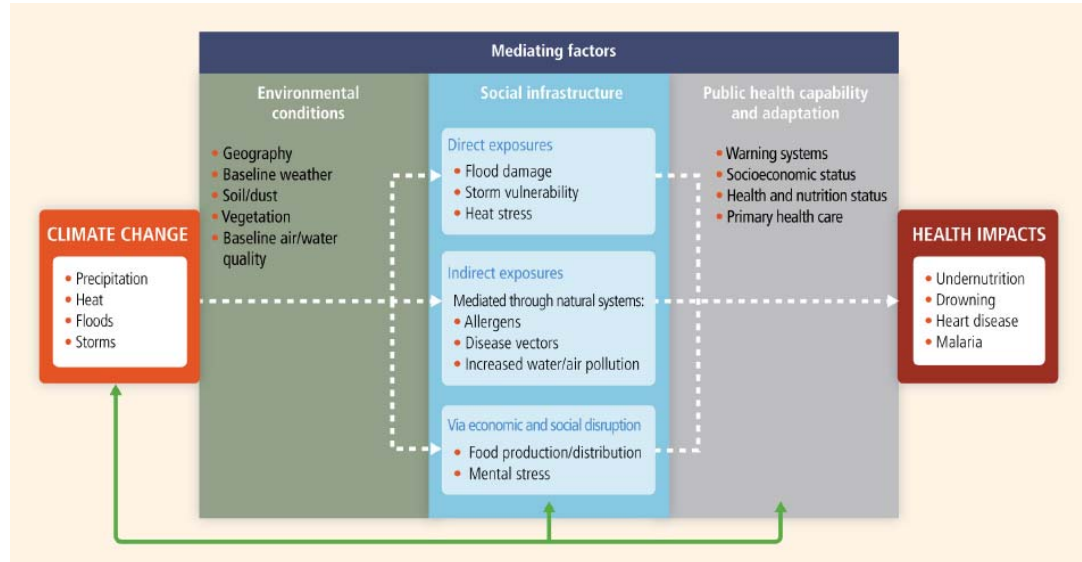 Mediating factors
Environmental
conditions
• Geography
• Baseline weather
• Soil/dust
• Vegetation
• Baseline air/water
quality
Social infrastructure
Direct exposures
• Flood damage
• Storm vulnerability
• Heat stress
Indirect exposures
Mediated through natural systems:
• Allergens
• Disease vectors
• Increased water/air pollution
Via economic and social disruption
• Food production/distribution
• Mental stress
Public health capability
and adaptation
• Warning systems
• Socioeconomic status
• Health and nutrition status
• Primary health care
CLIMATE CHANGE
• Precipitation
• Heat
• Floods
• Storms
HEALTH IMPACTS
• Undernutrition
• Drowning
• Heart disease
• Malaria